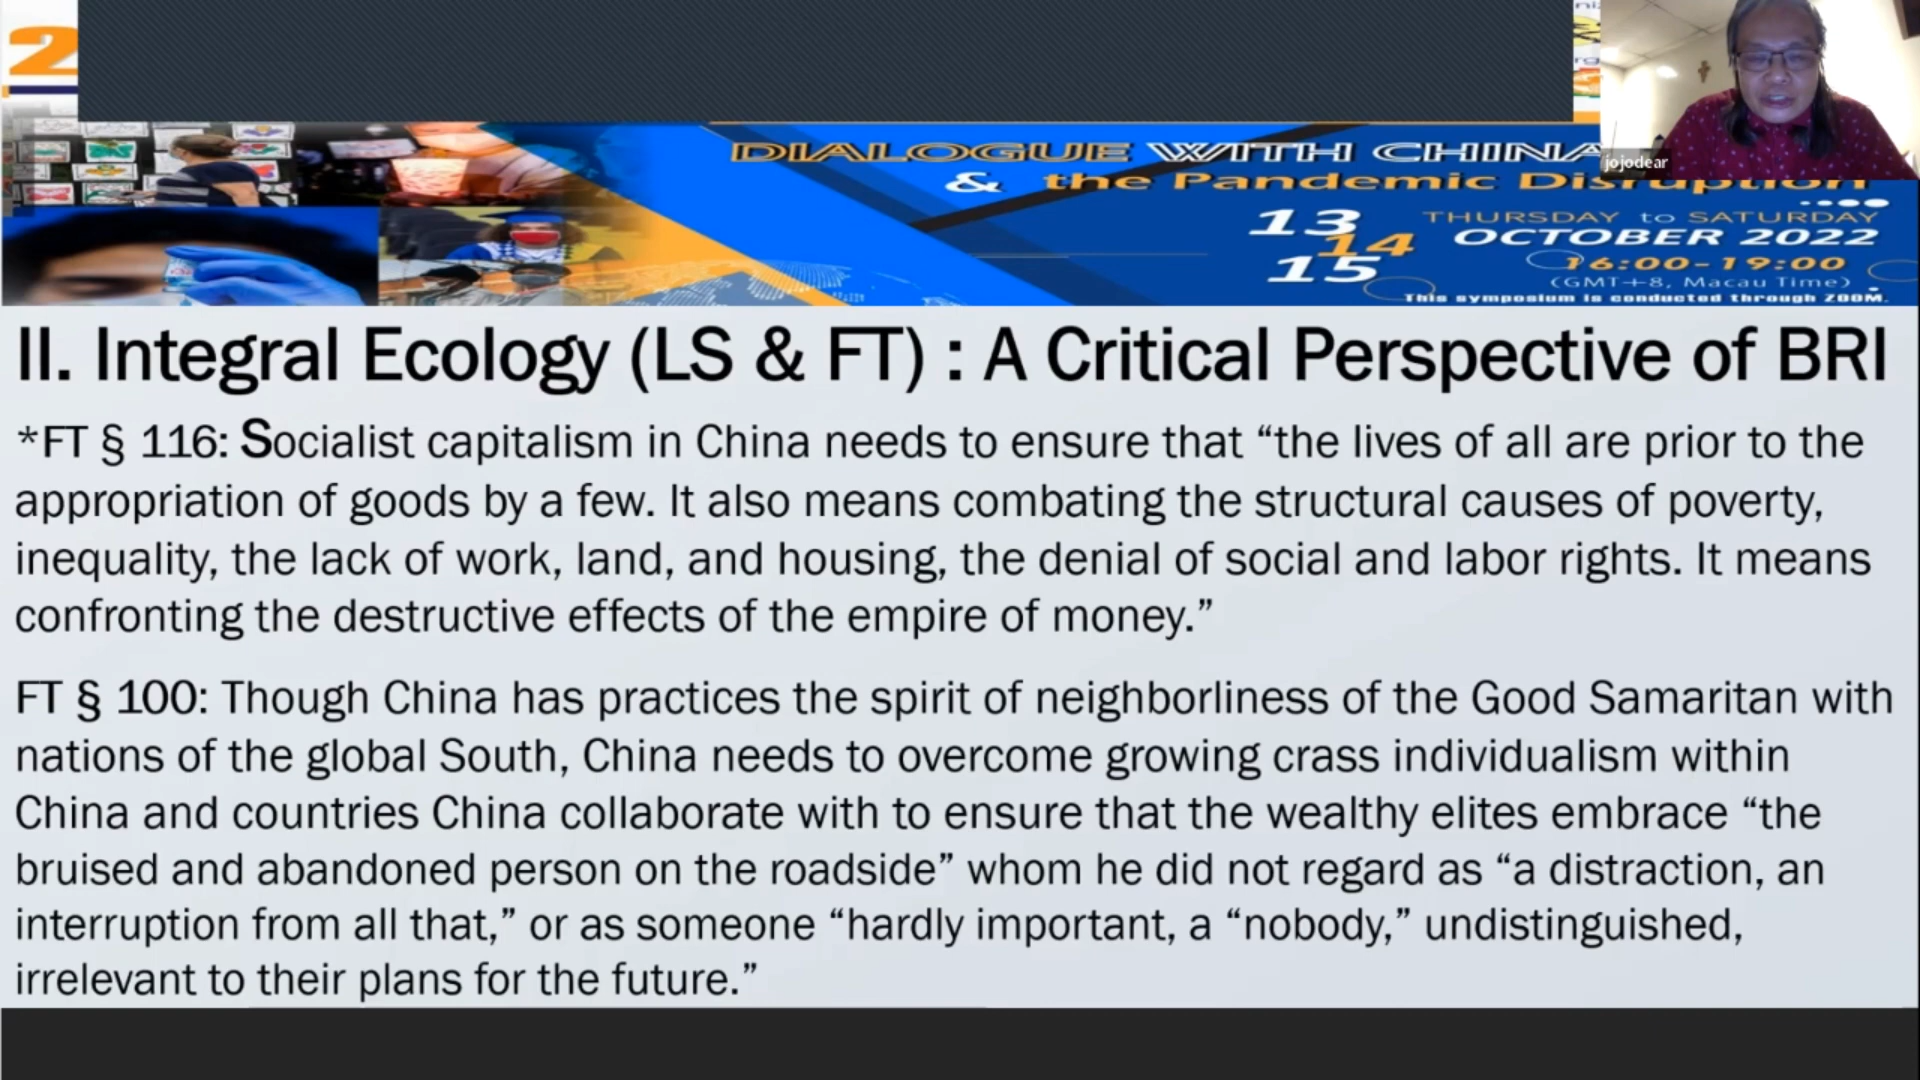 2
DIALOGUE WITH CHINA
& the Pandemic Disruption
13
14
15
THURSDAY to SATURDAY
OCTOBER 2022
16:00-19:00
(GMT+8, Macau Time)
This symposium is conducted through ZOOM.
jojodear
II. Integral Ecology (LS & FT) : A Critical Perspective of BRI
*FT § 116: Socialist capitalism in China needs to ensure that “the lives of all are prior to the
appropriation of goods by a few. It also means combating the structural causes of poverty,
inequality, the lack of work, land, and housing, the denial of social and labor rights. It means
confronting the destructive effects of the empire of money.”
FT § 100: Though China has practices the spirit of neighborliness of the Good Samaritan with
nations of the global South, China needs to overcome growing crass individualism within
China and countries China collaborate with to ensure that the wealthy elites embrace “the
bruised and abandoned person on the roadside” whom he did not regard as “a distraction, an
interruption from all that,” or as someone “hardly important, a “nobody,” undistinguished,
irrelevant to their plans for the future.”